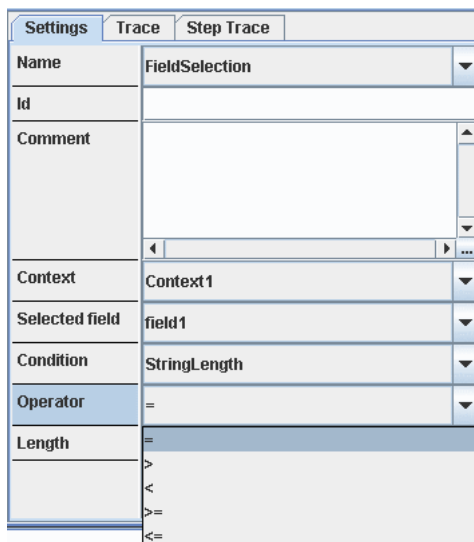 Settings Trace Step Trace
Name FieldSelection
Id
Comment
...
Context Context1
Selected field field1
Condition StringLength
Operator =
Length =
>
<
>=
<=